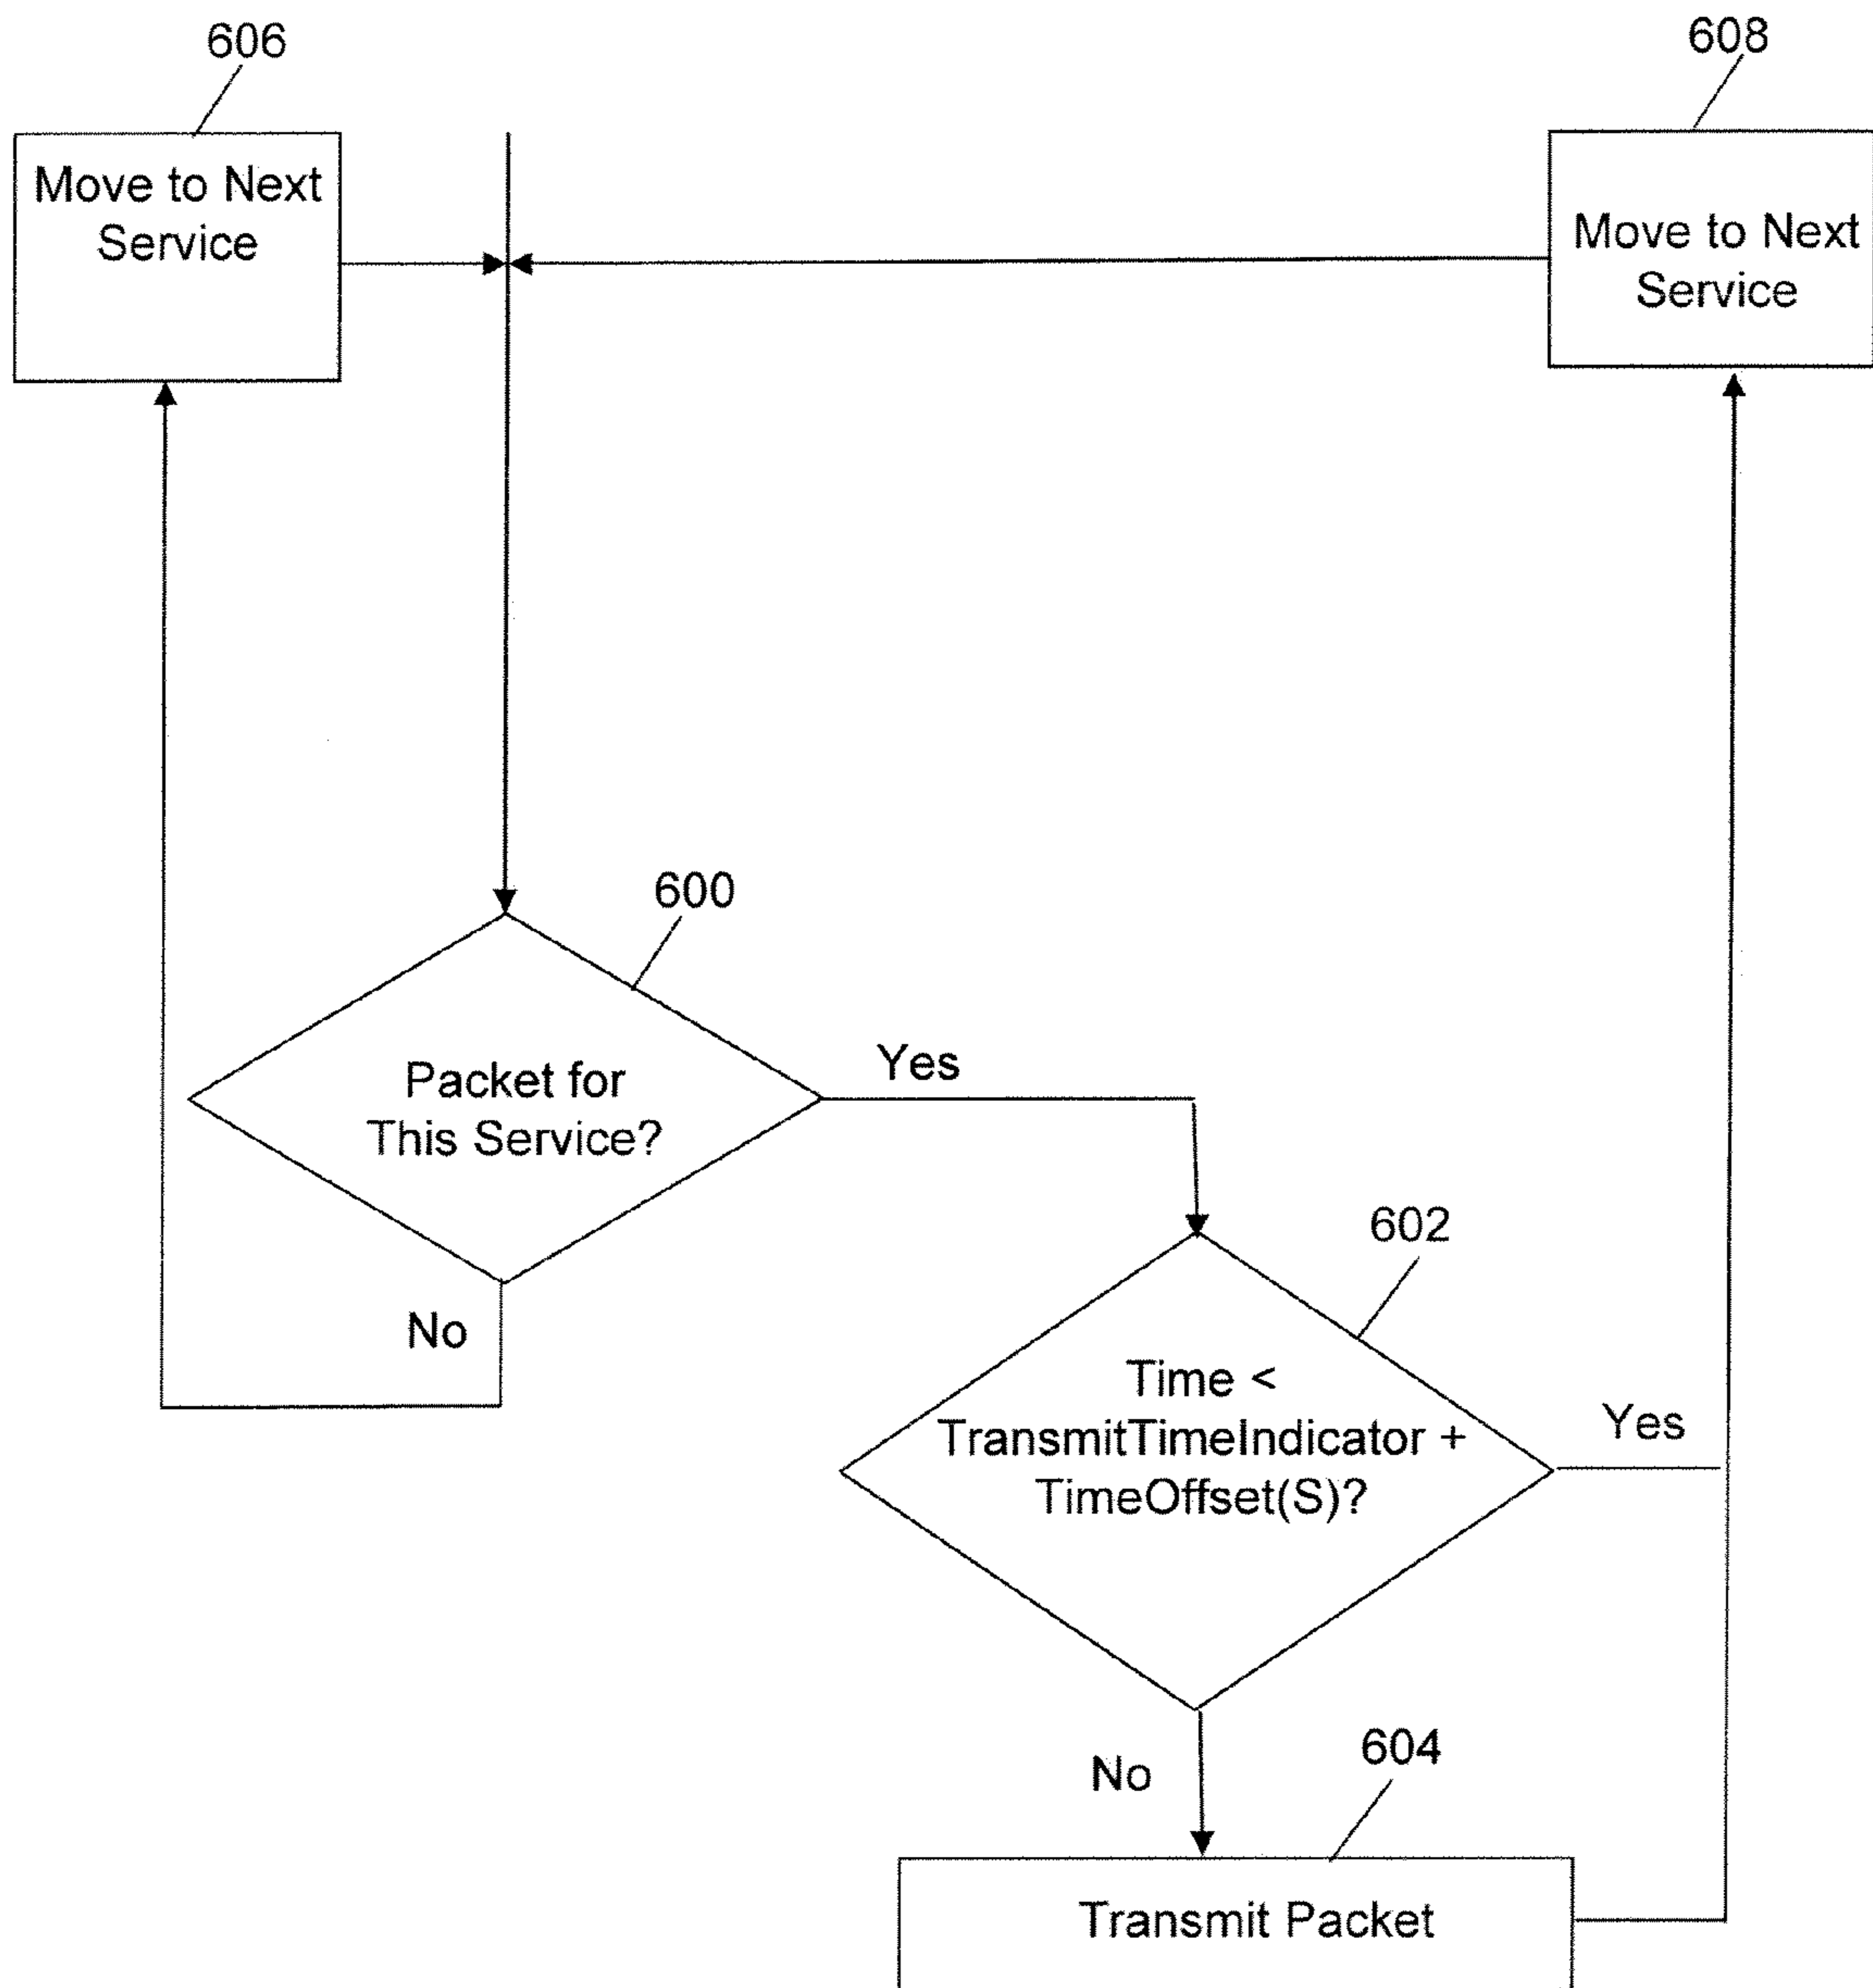 606
608
Move to Next
Service
Move to Next
Service
600
Packet for
This Service?
Yes
No
602
Time <
TransmitTimeIndicator +
TimeOffset(S)?
Yes
No
604
Transmit Packet